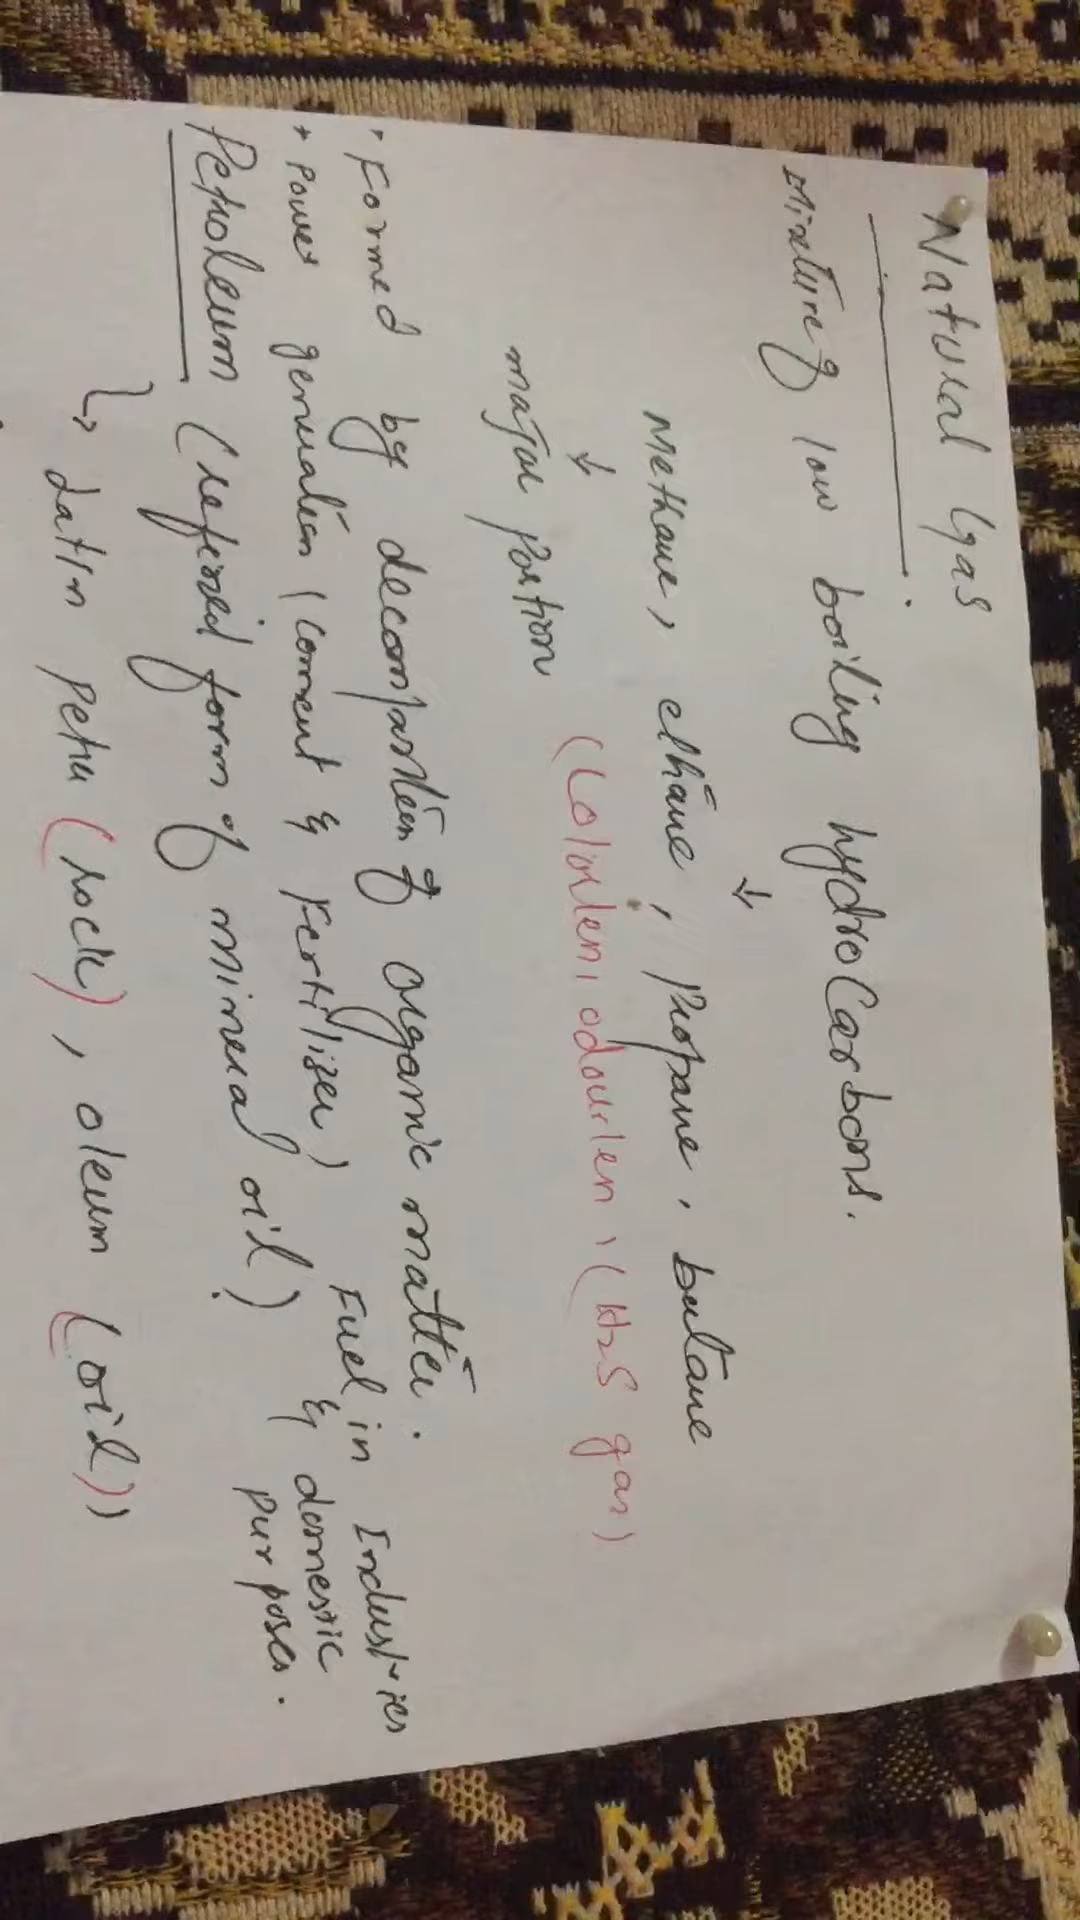 Natural Gas
Mixture of low boiling hydrocarbons.
↓
Methane, ethane, Propane, butane
↓
major Portion
(Colourless, odourless, (H₂S gas)
• Formed by decomposition of organic matter.
* Power generation (cement & Fertiliser) Fuel in Industries
& domestic
purposes.
Petroleum (refined form of mineral oil)
↳ Latin petra (rock), oleum (oil))